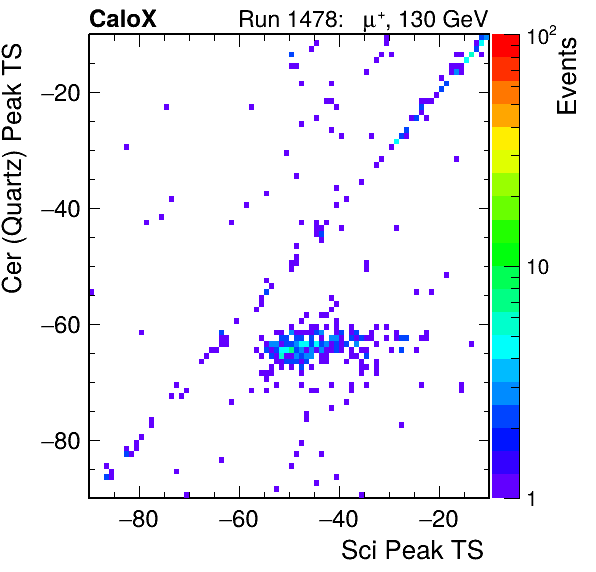 CaloX Run 1478: μ⁺, 130 GeV
Cer (Quartz) Peak TS
−20
−40
−60
−80
−80 −60 −40 −20
Sci Peak TS
10²
10
1
Events